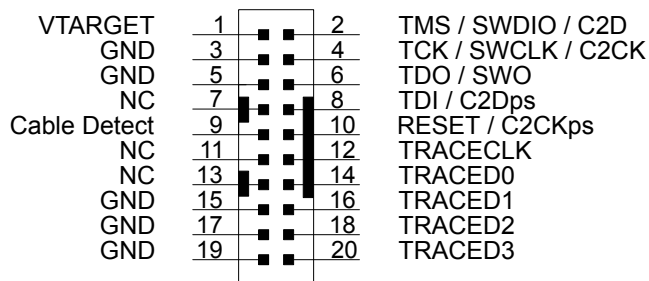 VTARGET 1 2 TMS / SWDIO / C2D
GND 3 4 TCK / SWCLK / C2CK
GND 5 6 TDO / SWO
NC 7 8 TDI / C2Dps
Cable Detect 9 10 RESET / C2CKps
NC 11 12 TRACECLK
NC 13 14 TRACED0
GND 15 16 TRACED1
GND 17 18 TRACED2
GND 19 20 TRACED3